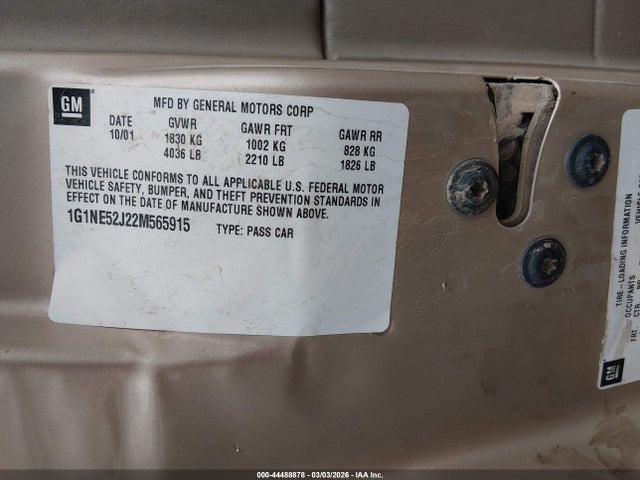 GM
MFD BY GENERAL MOTORS CORP
DATE GVWR GAWR FRT GAWR RR
10/01 1830 KG 1002 KG 828 KG
4036 LB 2210 LB 1826 LB
THIS VEHICLE CONFORMS TO ALL APPLICABLE U.S. FEDERAL MOTOR
VEHICLE SAFETY, BUMPER, AND THEFT PREVENTION STANDARDS IN
EFFECT ON THE DATE OF MANUFACTURE SHOWN ABOVE.
1G1NE52J22M565915 TYPE: PASS CAR
TIRE-LOADING INFORMATION
OCCUPANTS
FRT. CTR.
GM
000-44488878 - 03/03/2026 - IAA Inc.